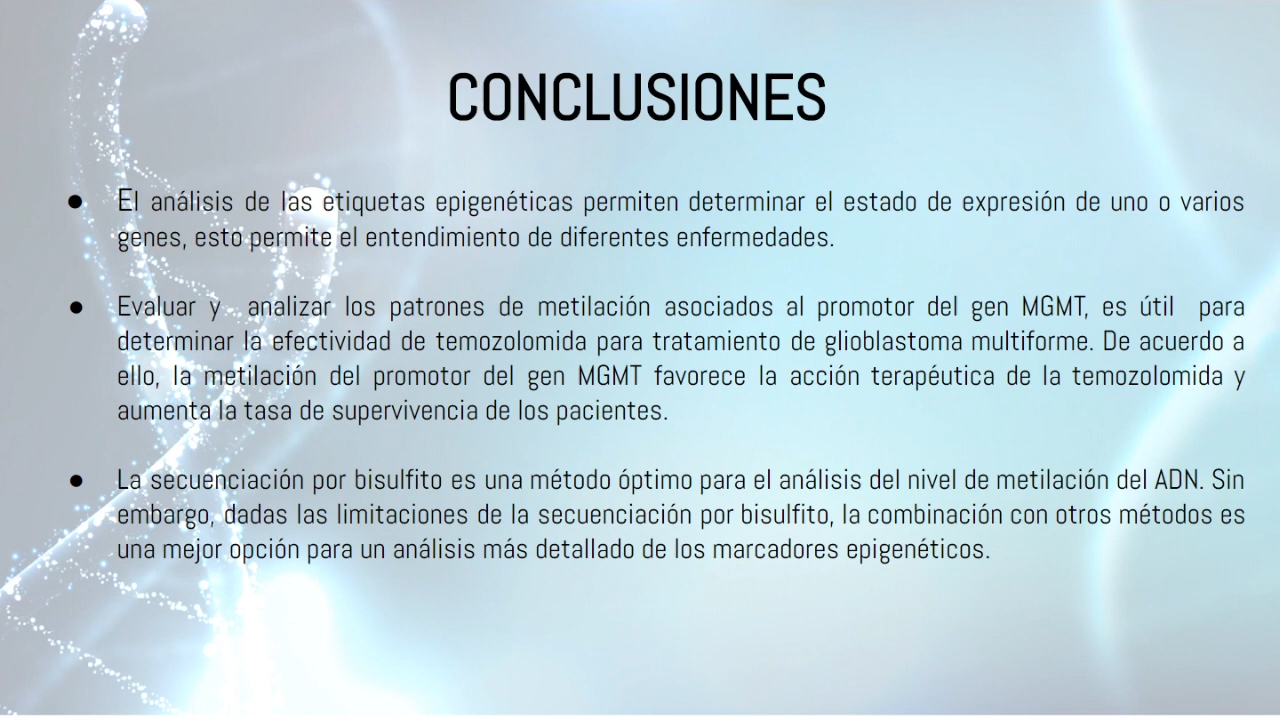 CONCLUSIONES
● El análisis de las etiquetas epigenéticas permiten determinar el estado de expresión de uno o varios
genes, esto permite el entendimiento de diferentes enfermedades.
● Evaluar y analizar los patrones de metilación asociados al promotor del gen MGMT, es útil para
determinar la efectividad de temozolomida para tratamiento de glioblastoma multiforme. De acuerdo a
ello, la metilación del promotor del gen MGMT favorece la acción terapéutica de la temozolomida y
aumenta la tasa de supervivencia de los pacientes.
● La secuenciación por bisulfito es una método óptimo para el análisis del nivel de metilación del ADN. Sin
embargo, dadas las limitaciones de la secuenciación por bisulfito, la combinación con otros métodos es
una mejor opción para un análisis más detallado de los marcadores epigenéticos.